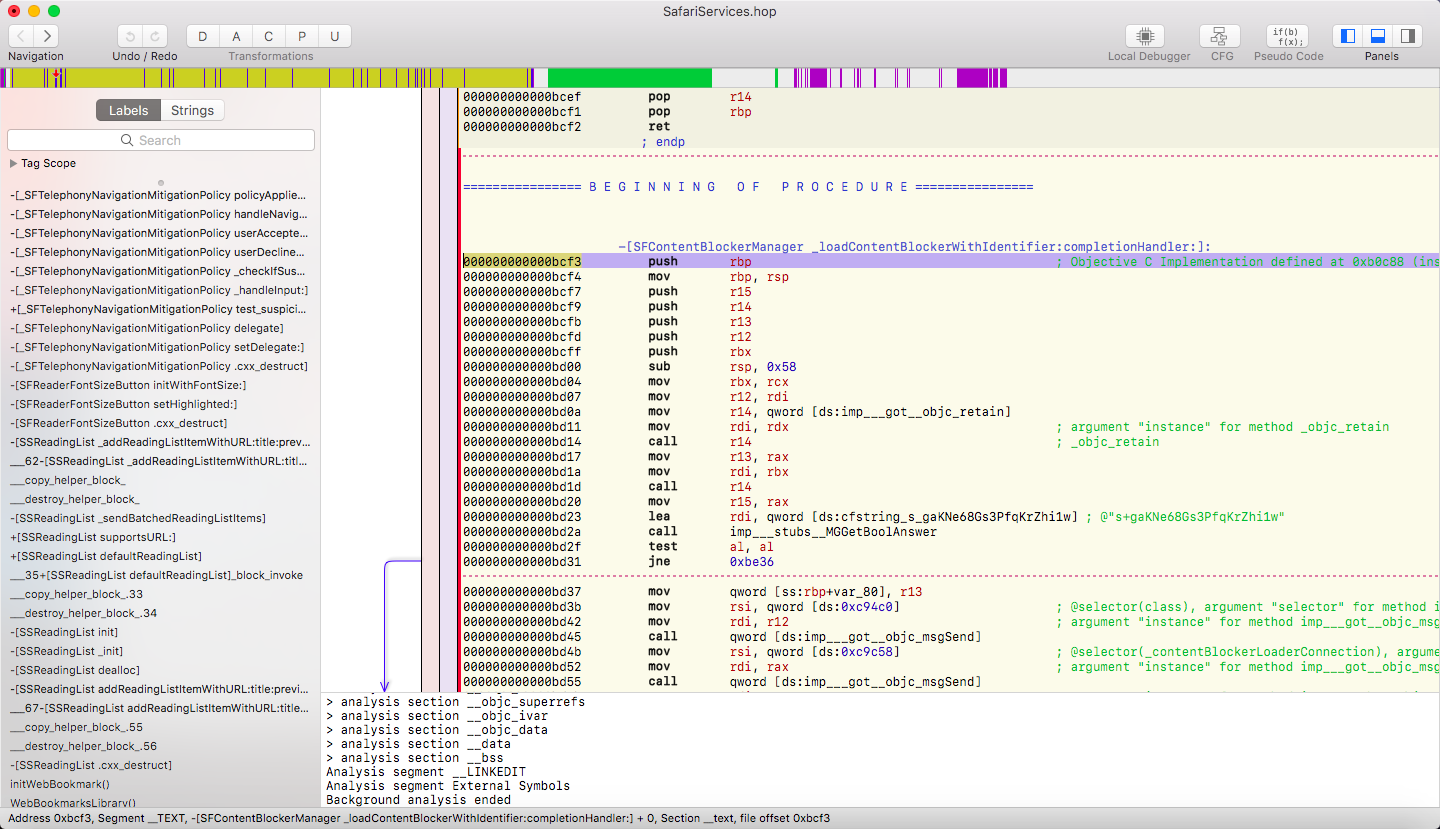 SafariServices.hop
D A C P U
if(b)
f(x);
Navigation Undo / Redo Transformations Local Debugger CFG Pseudo Code Panels
Labels Strings
Search
Tag Scope
-[_SFTelephonyNavigationMitigationPolicy policyApplie...
-[_SFTelephonyNavigationMitigationPolicy handleNavig...
-[_SFTelephonyNavigationMitigationPolicy userAccepte...
-[_SFTelephonyNavigationMitigationPolicy userDecline...
-[_SFTelephonyNavigationMitigationPolicy _checkIfSus...
-[_SFTelephonyNavigationMitigationPolicy _handleInput:]
+[_SFTelephonyNavigationMitigationPolicy test_suspici...
-[_SFTelephonyNavigationMitigationPolicy delegate]
-[_SFTelephonyNavigationMitigationPolicy setDelegate:]
-[_SFTelephonyNavigationMitigationPolicy .cxx_destruct]
-[SFReaderFontSizeButton initWithFontSize:]
-[SFReaderFontSizeButton setHighlighted:]
-[SFReaderFontSizeButton .cxx_destruct]
-[SSReadingList _addReadingListItemWithURL:title:prev...
___62-[SSReadingList _addReadingListItemWithURL:titl...
___copy_helper_block_
___destroy_helper_block_
-[SSReadingList _sendBatchedReadingListItems]
+[SSReadingList supportsURL:]
+[SSReadingList defaultReadingList]
___35+[SSReadingList defaultReadingList]_block_invoke
___copy_helper_block_.33
___destroy_helper_block_.34
-[SSReadingList init]
-[SSReadingList _init]
-[SSReadingList dealloc]
-[SSReadingList addReadingListItemWithURL:title:previ...
___67-[SSReadingList addReadingListItemWithURL:title...
___copy_helper_block_.55
___destroy_helper_block_.56
-[SSReadingList .cxx_destruct]
initWebBookmark()
WebBookmarksLibrary()
000000000000bcef pop r14
000000000000bcf1 pop rbp
000000000000bcf2 ret
; endp
================ B E G I N N I N G   O F   P R O C E D U R E ================
-[SFContentBlockerManager _loadContentBlockerWithIdentifier:completionHandler:]:
000000000000bcf3 push rbp ; Objective C Implementation defined at 0xb0c88 (ins
000000000000bcf4 mov rbp, rsp
000000000000bcf7 push r15
000000000000bcf9 push r14
000000000000bcfb push r13
000000000000bcfd push r12
000000000000bcff push rbx
000000000000bd00 sub rsp, 0x58
000000000000bd04 mov rbx, rcx
000000000000bd07 mov r12, rdi
000000000000bd0a mov r14, qword [ds:imp___got__objc_retain]
000000000000bd11 mov rdi, rdx ; argument "instance" for method _objc_retain
000000000000bd14 call r14 ; _objc_retain
000000000000bd17 mov r13, rax
000000000000bd1a mov rdi, rbx
000000000000bd1d call r14
000000000000bd20 mov r15, rax
000000000000bd23 lea rdi, qword [ds:cfstring_s_gaKNe68Gs3PfqKrZhi1w] ; @"s+gaKNe68Gs3PfqKrZhi1w"
000000000000bd2a call imp___stubs__MGGetBoolAnswer
000000000000bd2f test al, al
000000000000bd31 jne 0xbe36
000000000000bd37 mov qword [ss:rbp+var_80], r13
000000000000bd3b mov rsi, qword [ds:0xc94c0] ; @selector(class), argument "selector" for method i
000000000000bd42 mov rdi, r12 ; argument "instance" for method imp___got__objc_msg
000000000000bd45 call qword [ds:imp___got__objc_msgSend]
000000000000bd4b mov rsi, qword [ds:0xc9c58] ; @selector(_contentBlockerLoaderConnection), argume
000000000000bd52 mov rdi, rax ; argument "instance" for method imp___got__objc_msg
000000000000bd55 call qword [ds:imp___got__objc_msgSend]
> analysis section __objc_superrefs
> analysis section __objc_ivar
> analysis section __objc_data
> analysis section __data
> analysis section __bss
Analysis segment __LINKEDIT
Analysis segment External Symbols
Background analysis ended
Address 0xbcf3, Segment __TEXT, -[SFContentBlockerManager _loadContentBlockerWithIdentifier:completionHandler:] + 0, Section __text, file offset 0xbcf3